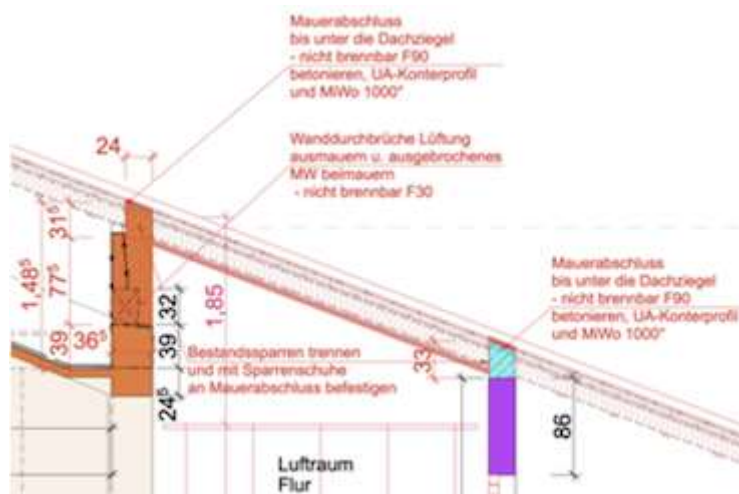 Mauerabschluss
bis unter die Dachziegel
- nicht brennbar F90
betonieren, UA-Konterprofil
und MiWo 1000°
24
Wanddurchbrüche Lüftung
ausmauern u. ausgebrochenes
MW beimauern
- nicht brennbar F30
31⁵
1,48⁵
77⁵
39
36⁵
32
39
24⁵
1,85
Mauerabschluss
bis unter die Dachziegel
- nicht brennbar F90
betonieren, UA-Konterprofil
und MiWo 1000°
Bestandssparren trennen
und mit Sparrenschuhe
an Mauerabschluss befestigen
33
86
Luftraum
Flur